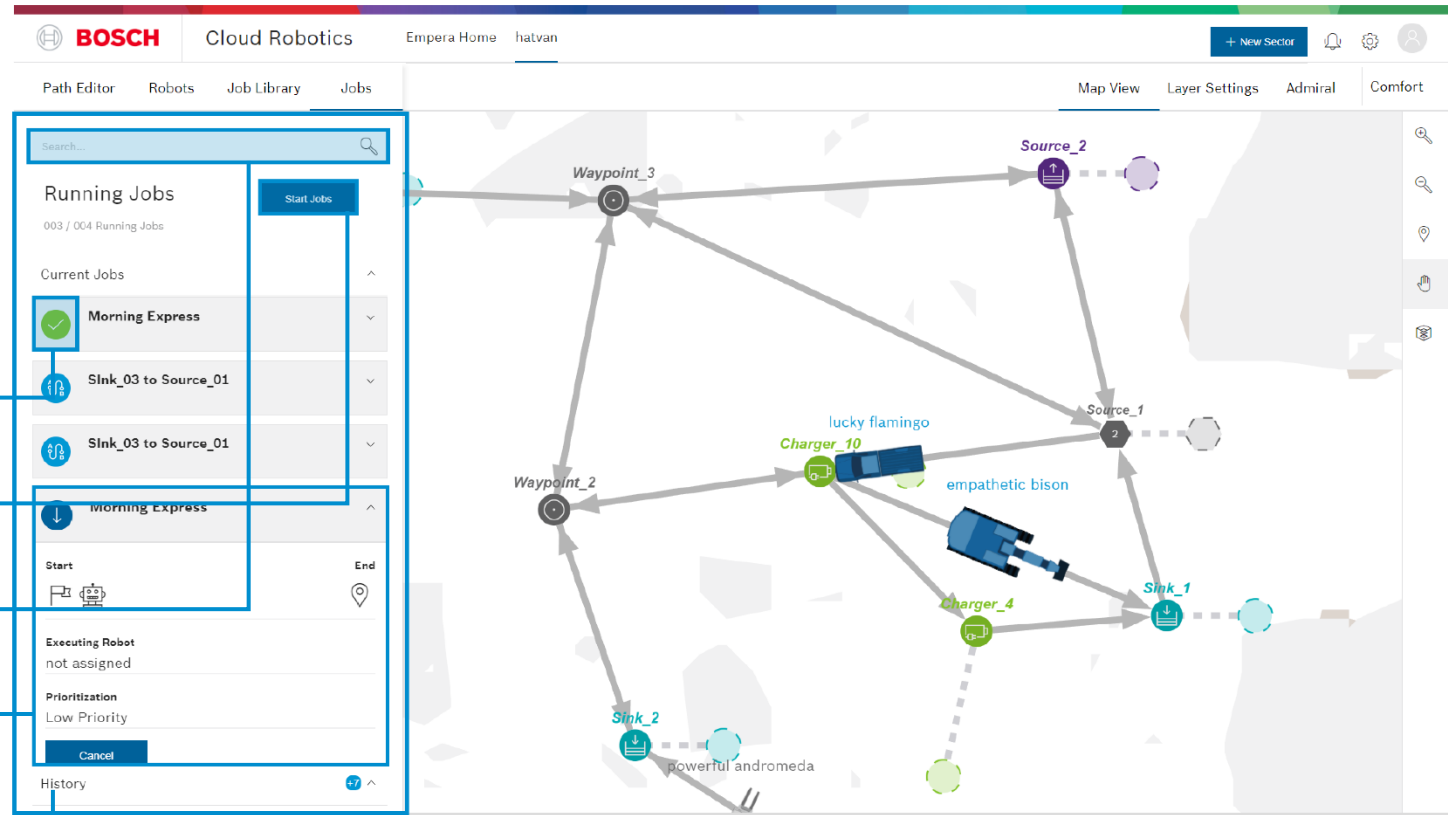 BOSCH
Cloud Robotics
Empera Home
hatvan
+ New Sector
Path Editor
Robots
Job Library
Jobs
Map View
Layer Settings
Admiral
Comfort
Search...
Running Jobs
Start Jobs
003 / 004 Running Jobs
Current Jobs
Morning Express
SInk_03 to Source_01
SInk_03 to Source_01
Morning Express
Start
End
Executing Robot
not assigned
Prioritization
Low Priority
Cancel
History
+7
Source_2
Waypoint_3
Source_1
2
lucky flamingo
Charger_10
empathetic bison
Waypoint_2
Sink_1
Charger_4
Sink_2
powerful andromeda